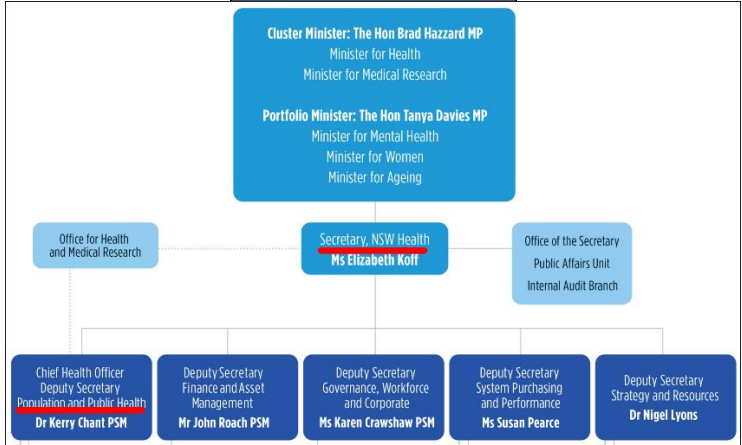 Cluster Minister: The Hon Brad Hazzard MP
Minister for Health
Minister for Medical Research
Portfolio Minister: The Hon Tanya Davies MP
Minister for Mental Health
Minister for Women
Minister for Ageing
Office for Health
and Medical Research
Secretary, NSW Health
Ms Elizabeth Koff
Office of the Secretary
Public Affairs Unit
Internal Audit Branch
Chief Health Officer
Deputy Secretary
Population and Public Health
Dr Kerry Chant PSM
Deputy Secretary
Finance and Asset
Management
Mr John Roach PSM
Deputy Secretary
Governance, Workforce
and Corporate
Ms Karen Crawshaw PSM
Deputy Secretary
System Purchasing
and Performance
Ms Susan Pearce
Deputy Secretary
Strategy and Resources
Dr Nigel Lyons